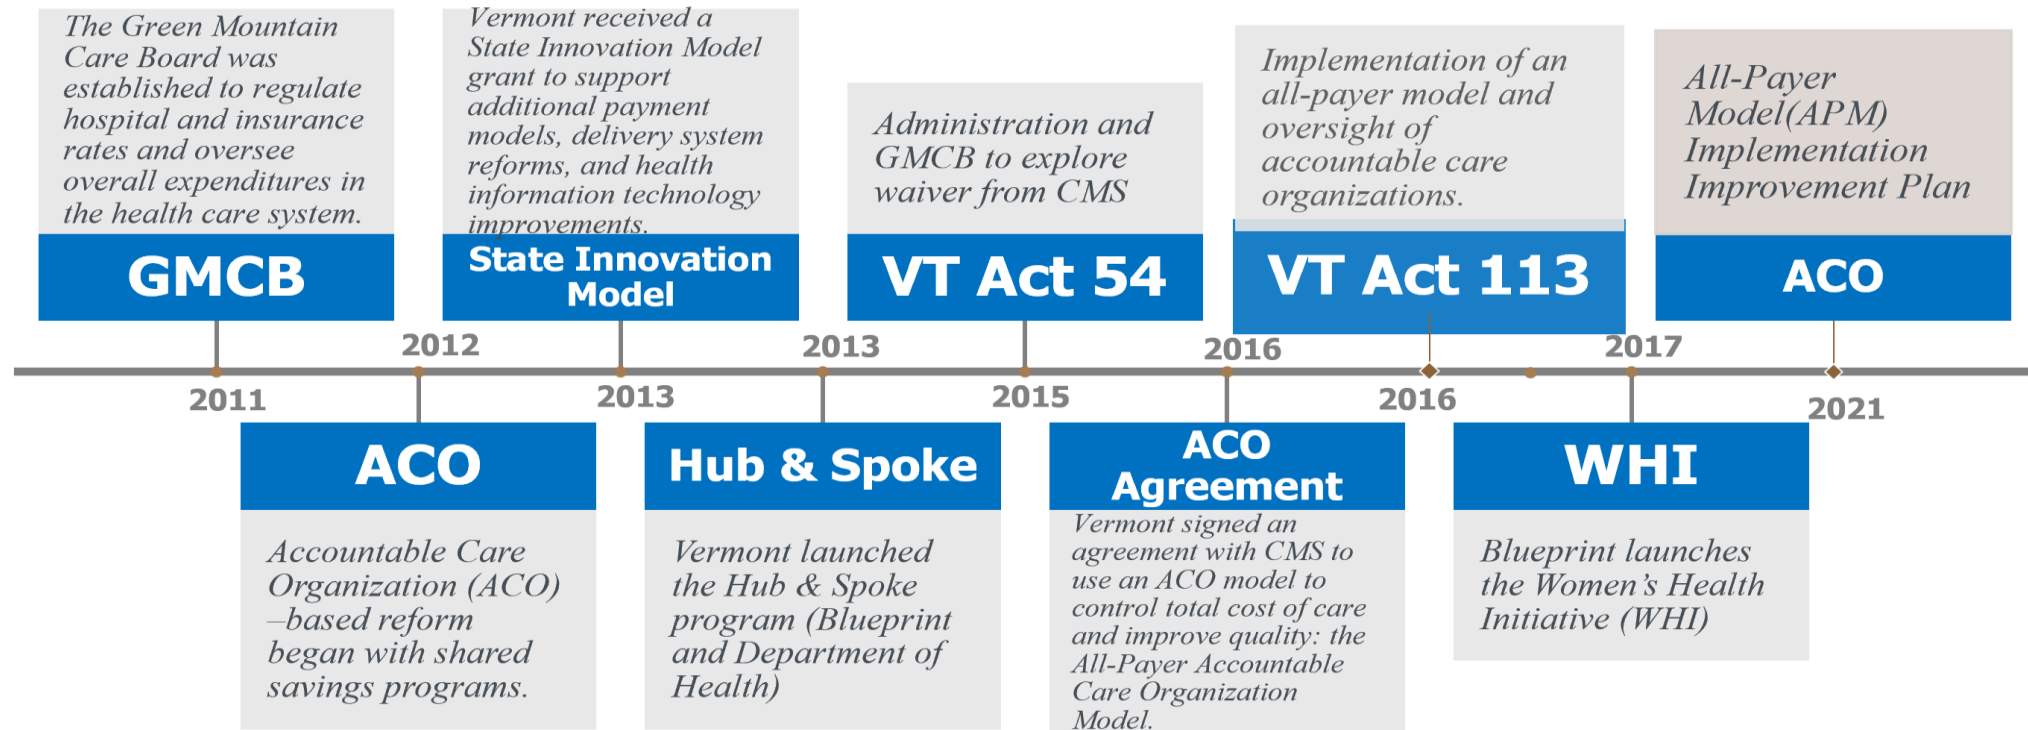 The Green Mountain
Care Board was
established to regulate
hospital and insurance
rates and oversee
overall expenditures in
the health care system.
GMCB
2011
2012
ACO
Accountable Care
Organization (ACO)
–based reform
began with shared
savings programs.
Vermont received a
State Innovation Model
grant to support
additional payment
models, delivery system
reforms, and health
information technology
improvements.
State Innovation
Model
2013
2013
Hub & Spoke
Vermont launched
the Hub & Spoke
program (Blueprint
and Department of
Health)
Administration and
GMCB to explore
waiver from CMS
VT Act 54
2015
2016
ACO
Agreement
Vermont signed an
agreement with CMS to
use an ACO model to
control total cost of care
and improve quality: the
All-Payer Accountable
Care Organization
Model.
Implementation of an
all-payer model and
oversight of
accountable care
organizations.
VT Act 113
2016
2017
WHI
Blueprint launches
the Women’s Health
Initiative (WHI)
All-Payer
Model(APM)
Implementation
Improvement Plan
ACO
2021